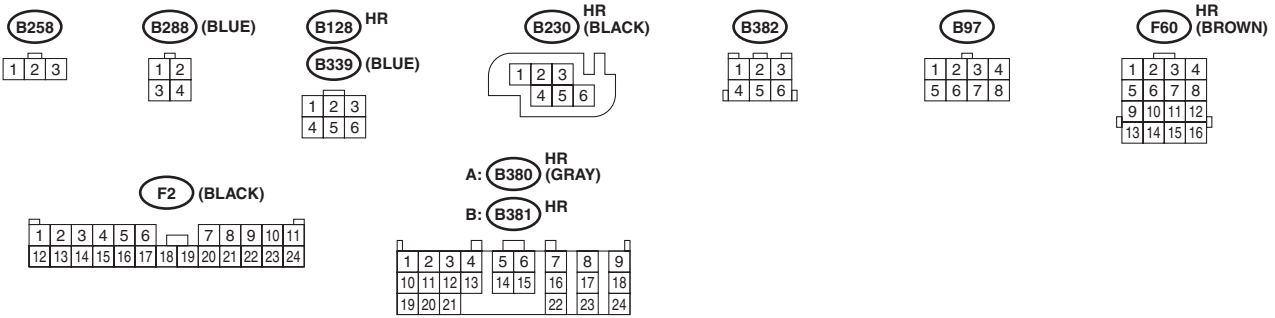 B258
1 2 3
B288 (BLUE)
1 2
3 4
B128 HR
B339 (BLUE)
1 2 3
4 5 6
B230 HR (BLACK)
1 2 3
4 5 6
B382
1 2 3
4 5 6
B97
1 2 3 4
5 6 7 8
F60 HR (BROWN)
1 2 3 4
5 6 7 8
9 10 11 12
13 14 15 16
F2 (BLACK)
1 2 3 4 5 6 7 8 9 10 11
12 13 14 15 16 17 18 19 20 21 22 23 24
A: B380 HR (GRAY)
B: B381 HR
1 2 3 4 5 6 7 8 9
10 11 12 13 14 15 16 17 18
19 20 21 22 23 24